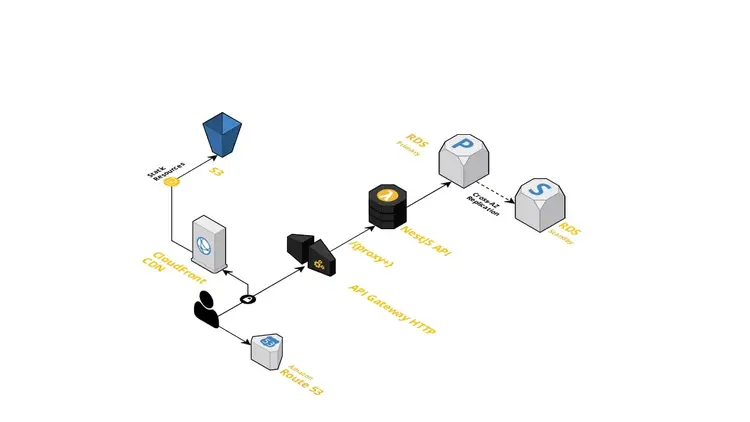 Static
Resources
S3
CloudFront
CDN
Amazon
Route 53
API Gateway HTTP
/{proxy+}
NestJS API
RDS
Primary
P
Cross-AZ
Replication
S
RDS
Standby